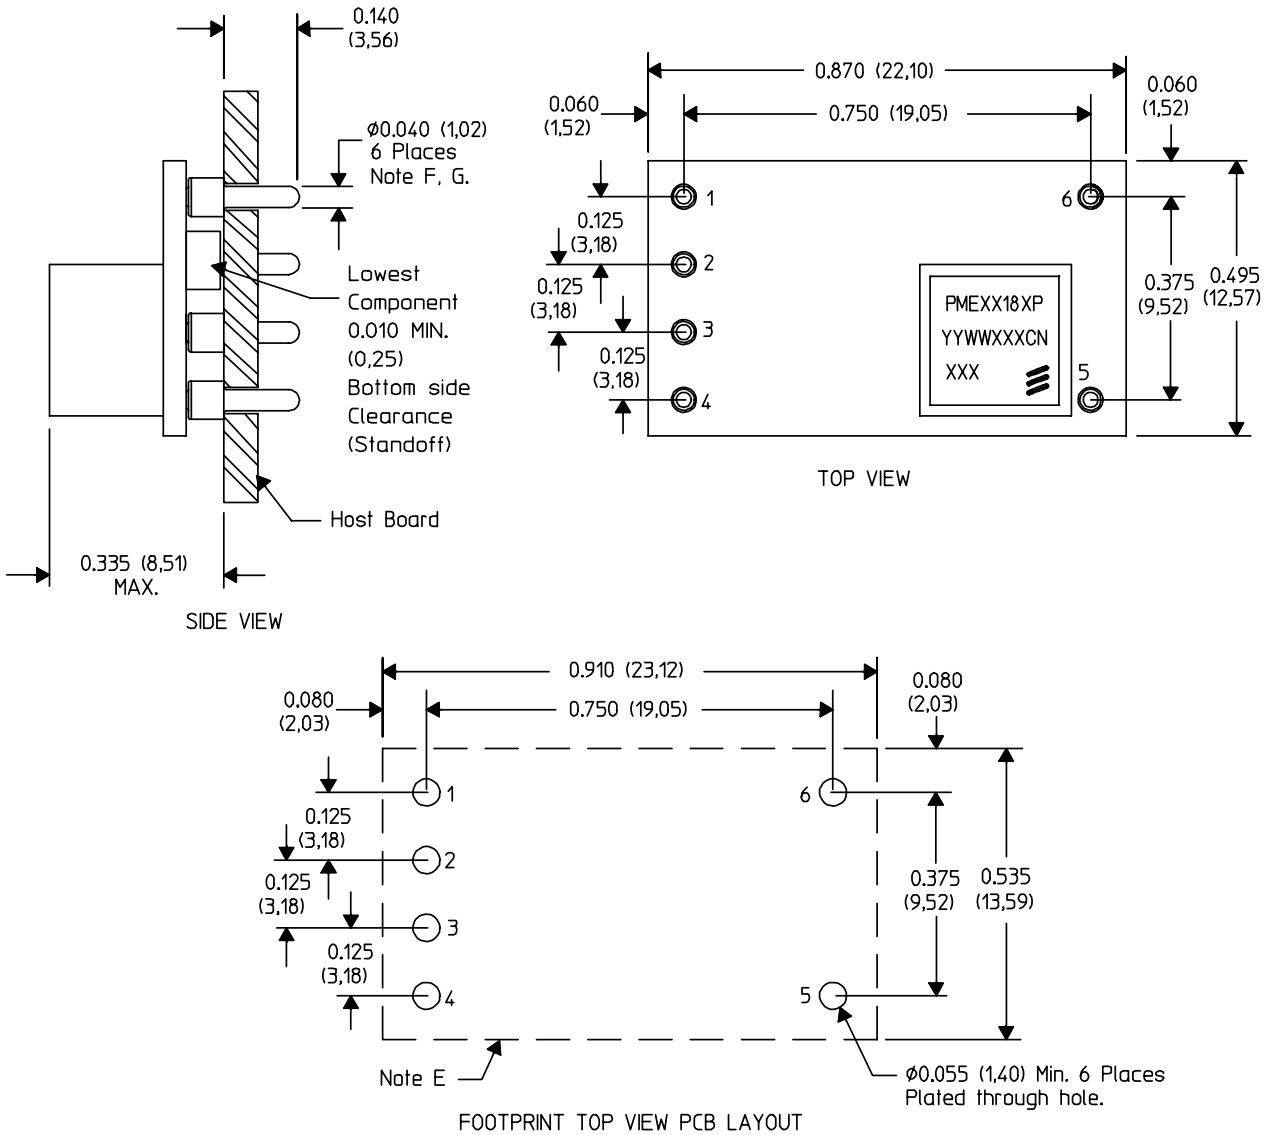 0.140
(3,56)
ø0.040 (1,02)
6 Places
Note F, G.
Lowest
Component
0.010 MIN.
(0,25)
Bottom side
Clearance
(Standoff)
Host Board
0.335 (8,51)
MAX.
SIDE VIEW
0.870 (22,10)
0.750 (19,05)
0.060
(1,52)
0.060
(1,52)
1
6
0.125
(3,18)
2
0.125
(3,18)
3
0.125
(3,18)
4
5
PMEXX18XP
YYWWXXXCN
XXX
0.375
(9,52)
0.495
(12,57)
TOP VIEW
0.910 (23,12)
0.750 (19,05)
0.080
(2,03)
0.080
(2,03)
1
6
0.125
(3,18)
2
0.125
(3,18)
3
0.125
(3,18)
4
5
0.375
(9,52)
0.535
(13,59)
Note E
ø0.055 (1,40) Min. 6 Places
Plated through hole.
FOOTPRINT TOP VIEW PCB LAYOUT